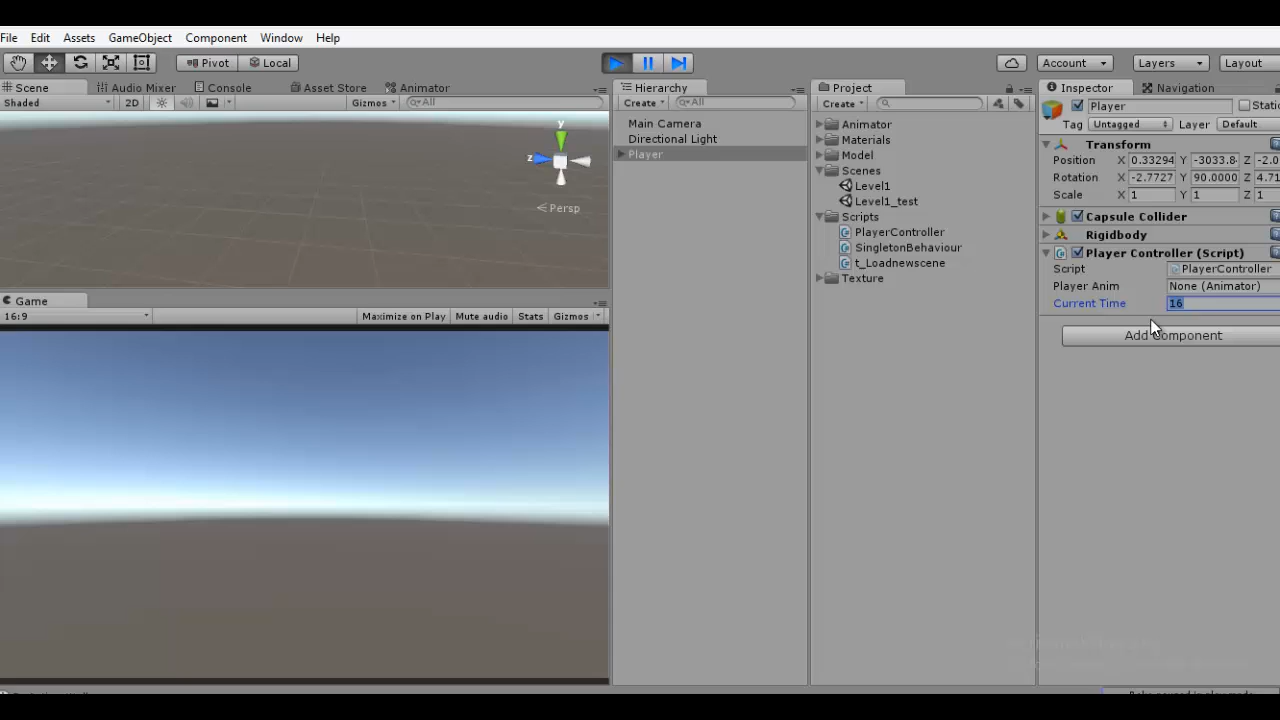 File Edit Assets GameObject Component Window Help
Pivot Local Account Layers Layout
Scene Audio Mixer Console Asset Store Animator
Shaded 2D Gizmos All
y
z
Persp
Game
16:9 Maximize on Play Mute audio Stats Gizmos
Hierarchy
Create All
Main Camera
Directional Light
Player
Project
Create
Animator
Materials
Model
Scenes
Level1
Level1_test
Scripts
PlayerController
SingletonBehaviour
t_Loadnewscene
Texture
Inspector Navigation
Player Static
Tag Untagged Layer Default
Transform
Position X 0.33294 Y -3033.8 Z -2.0
Rotation X -2.7727 Y 90.0000 Z 4.71
Scale X 1 Y 1 Z 1
Capsule Collider
Rigidbody
Player Controller (Script)
Script PlayerController
Player Anim None (Animator)
Current Time 16
Add Component